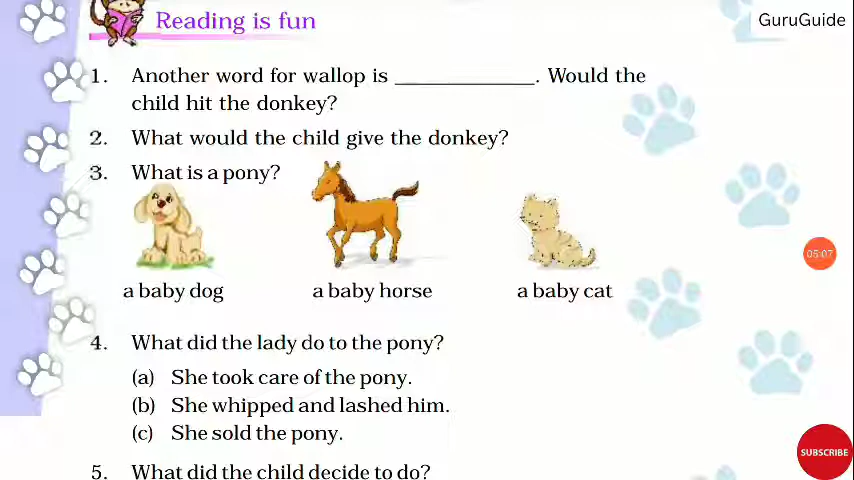 Reading is fun
GuruGuide
1. Another word for wallop is ______________. Would the
child hit the donkey?
2. What would the child give the donkey?
3. What is a pony?
a baby dog a baby horse a baby cat
05:07
4. What did the lady do to the pony?
(a) She took care of the pony.
(b) She whipped and lashed him.
(c) She sold the pony.
SUBSCRIBE
5. What did the child decide to do?